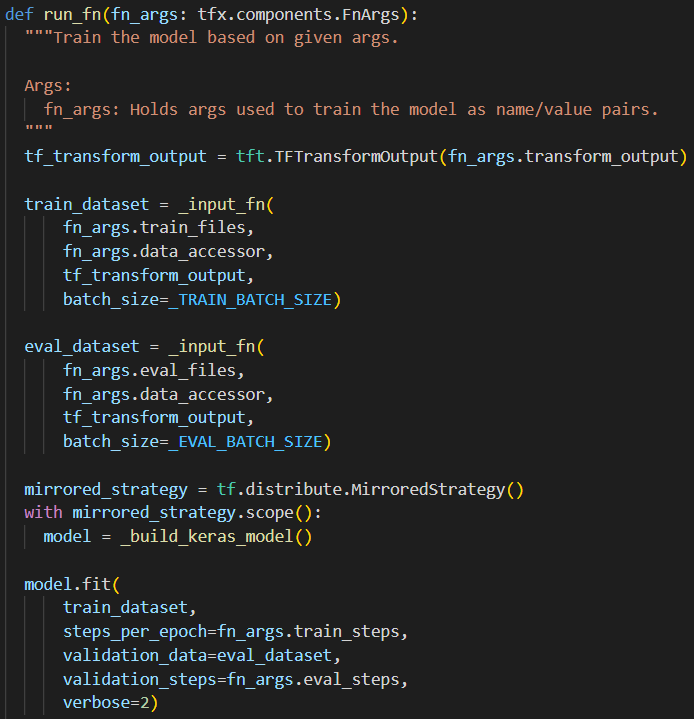 def run_fn(fn_args: tfx.components.FnArgs):
  """Train the model based on given args.

  Args:
    fn_args: Holds args used to train the model as name/value pairs.
  """
  tf_transform_output = tft.TFTransformOutput(fn_args.transform_output)

  train_dataset = _input_fn(
      fn_args.train_files,
      fn_args.data_accessor,
      tf_transform_output,
      batch_size=_TRAIN_BATCH_SIZE)

  eval_dataset = _input_fn(
      fn_args.eval_files,
      fn_args.data_accessor,
      tf_transform_output,
      batch_size=_EVAL_BATCH_SIZE)

  mirrored_strategy = tf.distribute.MirroredStrategy()
  with mirrored_strategy.scope():
    model = _build_keras_model()

  model.fit(
      train_dataset,
      steps_per_epoch=fn_args.train_steps,
      validation_data=eval_dataset,
      validation_steps=fn_args.eval_steps,
      verbose=2)